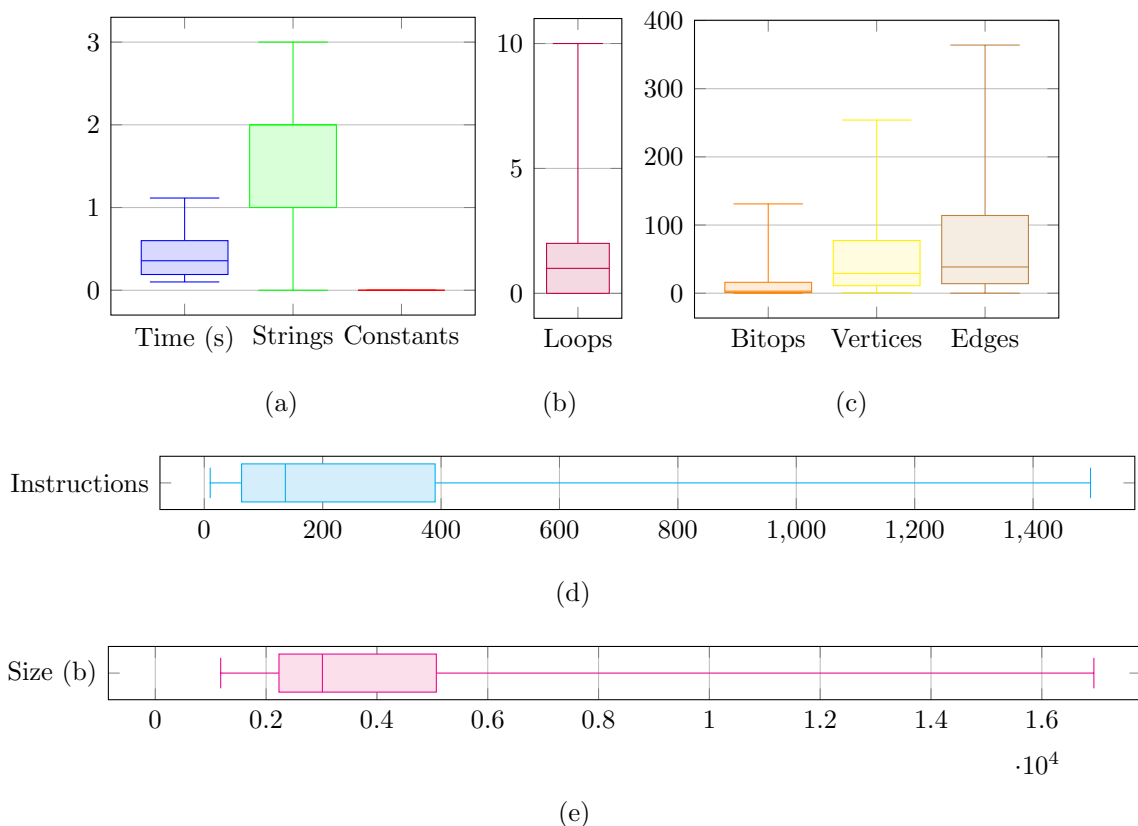 3
2
1
0
Time (s) Strings Constants
(a)
10
5
0
Loops
(b)
400
300
200
100
0
Bitops Vertices Edges
(c)
Instructions
0 200 400 600 800 1,000 1,200 1,400
(d)
Size (b)
0 0.2 0.4 0.6 0.8 1 1.2 1.4 1.6
·10^4
(e)